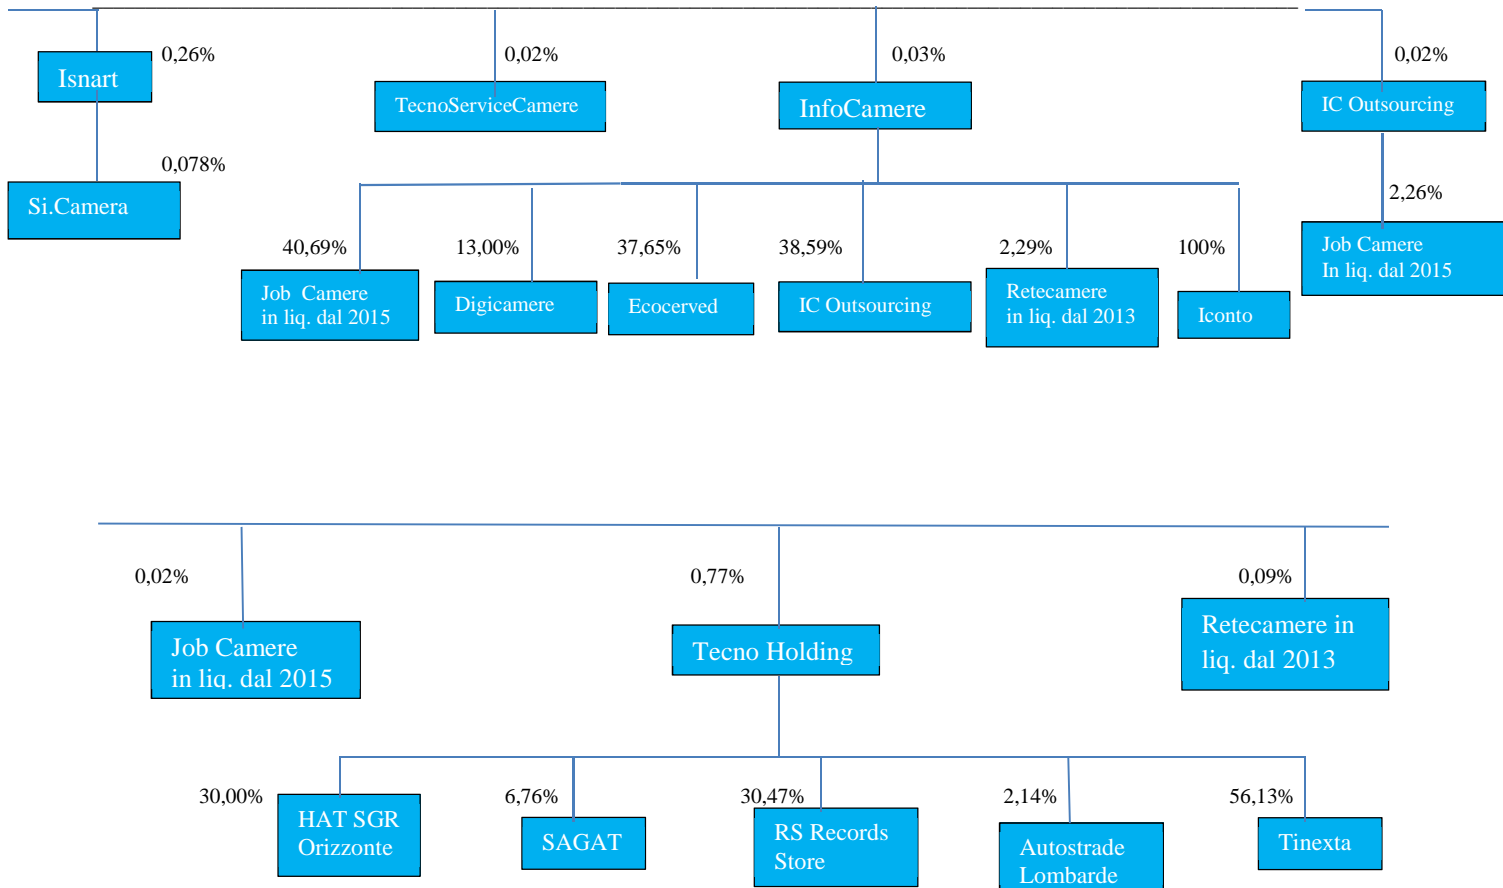 0,26%
0,02%
0,03%
0,02%
Isnart
TecnoServiceCamere
InfoCamere
IC Outsourcing
0,078%
Si.Camera
2,26%
Job Camere
In liq. dal 2015
40,69%
13,00%
37,65%
38,59%
2,29%
100%
Job Camere
in liq. dal 2015
Digicamere
Ecocerved
IC Outsourcing
Retecamere
in liq. dal 2013
Iconto
0,02%
0,77%
0,09%
Job Camere
in liq. dal 2015
Tecno Holding
Retecamere in
liq. dal 2013
30,00%
6,76%
30,47%
2,14%
56,13%
HAT SGR
Orizzonte
SAGAT
RS Records
Store
Autostrade
Lombarde
Tinexta